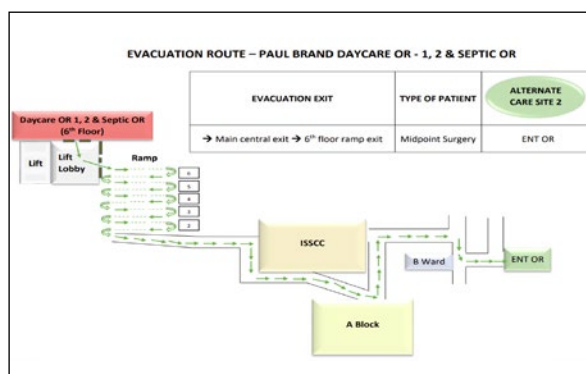 EVACUATION ROUTE – PAUL BRAND DAYCARE OR - 1, 2 & SEPTIC OR
EVACUATION EXIT
TYPE OF PATIENT
ALTERNATE
CARE SITE 2
→ Main central exit → 6th floor ramp exit
Midpoint Surgery
ENT OR
Daycare OR 1, 2 & Septic OR
(6th Floor)
Lift
Lift
Lobby
Ramp
6
5
4
3
2
ISSCC
B Ward
ENT OR
A Block